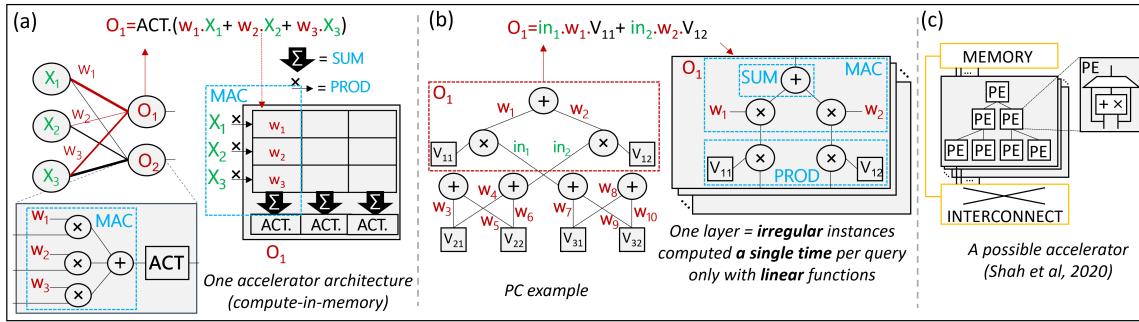 (a)
O1=ACT.(w1.X1+ w2.X2+ w3.X3)
Σ = SUM
× = PROD
X1
X2
X3
w1
w2
w3
O1
O2
MAC
X1 ×
X2 ×
X3 ×
w1
w2
w3
Σ Σ Σ
ACT. ACT. ACT.
O1
MAC
w1
w2
w3
×
×
×
+
ACT
One accelerator architecture
(compute-in-memory)
(b)
O1=in1.w1.V11+ in2.w2.V12
O1
+
w1 w2
V11 × × V12
in1 in2
+ + + +
w3 w4 w5 w6 w7 w8 w9 w10
V21 V22 V31 V32
PC example
O1
MAC
SUM
+
w1 × × w2
V11 × × V12
PROD
One layer = irregular instances
computed a single time per query
only with linear functions
(c)
MEMORY
PE
PE PE
PE PE PE PE
PE
+ ×
INTERCONNECT
A possible accelerator
(Shah et al, 2020)